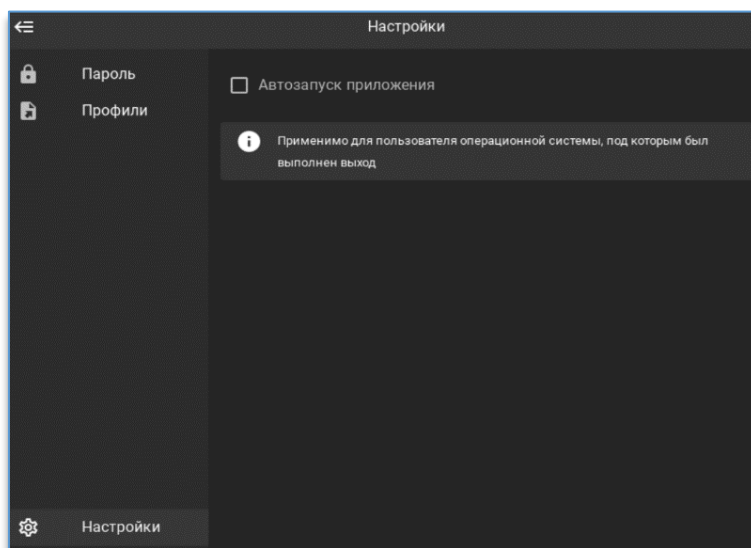 Настройки
Пароль
Профили
Автозапуск приложения
Применимо для пользователя операционной системы, под которым был
выполнен выход
Настройки